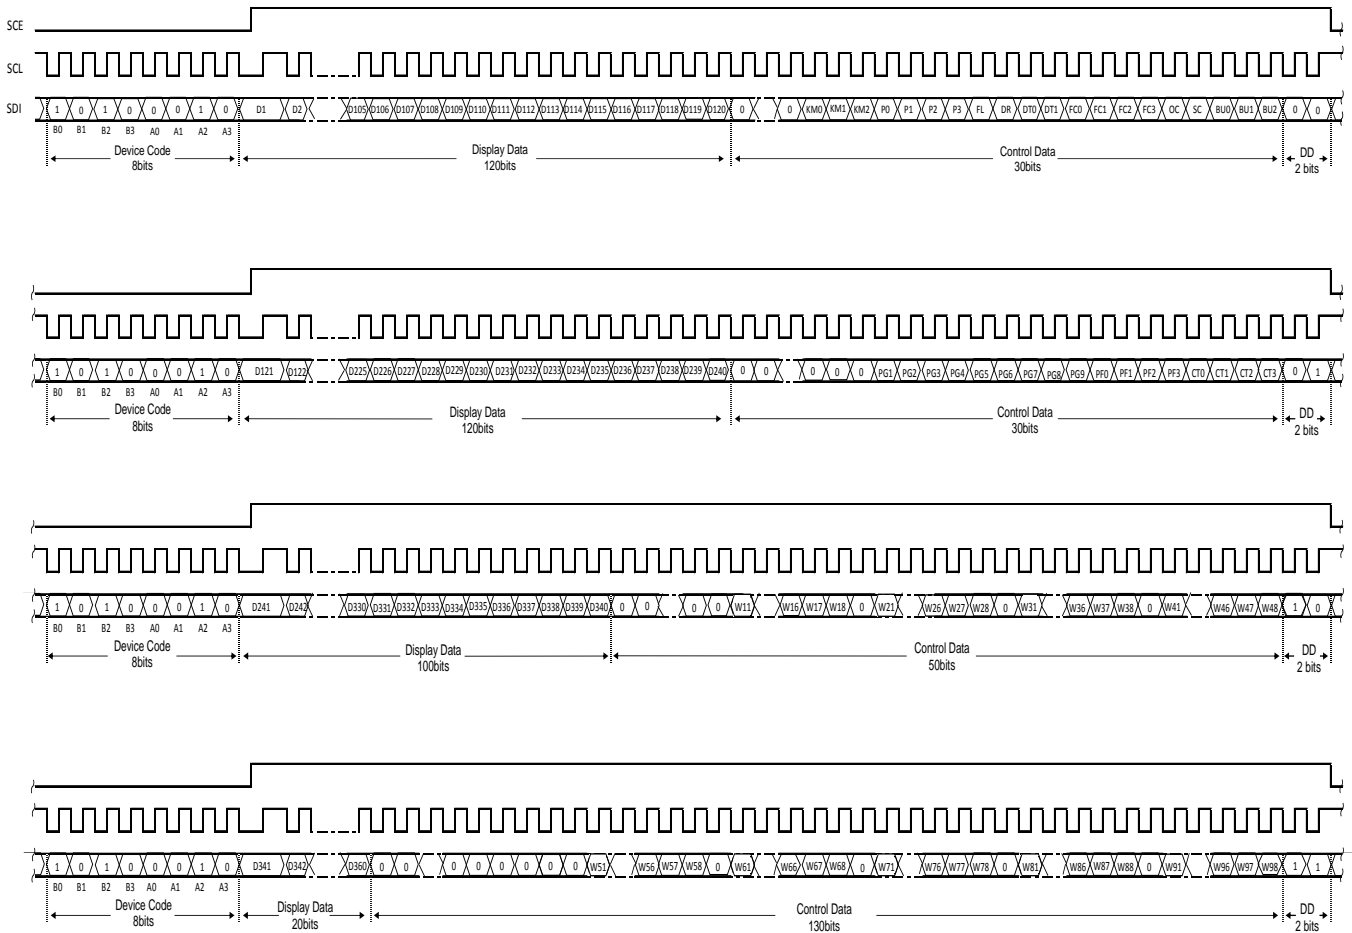 SCE
SCL
SDI 1 0 1 0 0 0 1 0 D1 D2 D105 D106 D107 D108 D109 D110 D111 D112 D113 D114 D115 D116 D117 D118 D119 D120 0 0 KM0 KM1 KM2 P0 P1 P2 P3 FL DR DT0 DT1 FC0 FC1 FC2 FC3 OC SC BU0 BU1 BU2 0 0
B0 B1 B2 B3 A0 A1 A2 A3
Device Code Display Data Control Data DD
8bits 120bits 30bits 2 bits
1 0 1 0 0 0 1 0 D121 D122 D225 D226 D227 D228 D229 D230 D231 D232 D233 D234 D235 D236 D237 D238 D239 D240 0 0 0 0 0 PG1 PG2 PG3 PG4 PG5 PG6 PG7 PG8 PG9 PF0 PF1 PF2 PF3 CT0 CT1 CT2 CT3 0 1
B0 B1 B2 B3 A0 A1 A2 A3
Device Code Display Data Control Data DD
8bits 120bits 30bits 2 bits
1 0 1 0 0 0 1 0 D241 D242 D330 D331 D332 D333 D334 D335 D336 D337 D338 D339 D340 0 0 0 0 W11 W16 W17 W18 0 W21 W26 W27 W28 0 W31 W36 W37 W38 0 W41 W46 W47 W48 1 0
B0 B1 B2 B3 A0 A1 A2 A3
Device Code Display Data Control Data DD
8bits 100bits 50bits 2 bits
1 0 1 0 0 0 1 0 D341 D342 D360 0 0 0 0 0 0 0 0 W51 W56 W57 W58 0 W61 W66 W67 W68 0 W71 W76 W77 W78 0 W81 W86 W87 W88 0 W91 W96 W97 W98 1 1
B0 B1 B2 B3 A0 A1 A2 A3
Device Code Display Data Control Data DD
8bits 20bits 130bits 2 bits